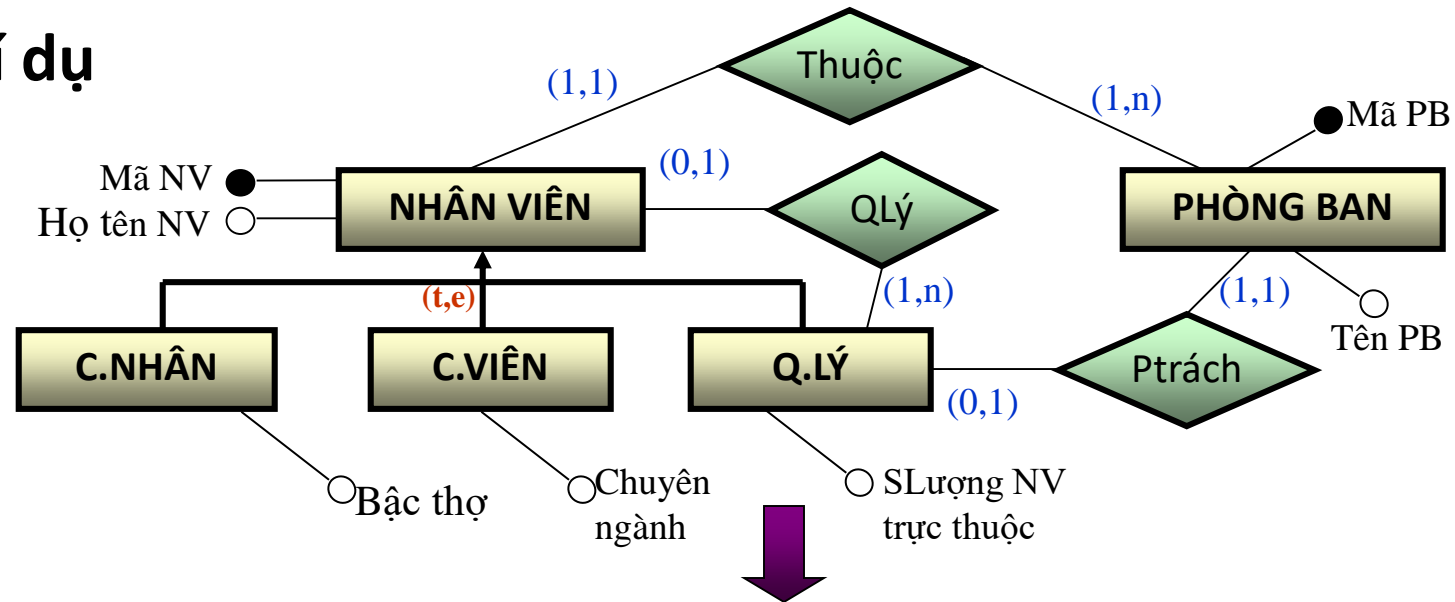 í dụ
Thuộc
(1,1)
(1,n)
Mã PB
Mã NV
(0,1)
NHÂN VIÊN
QLý
PHÒNG BAN
Họ tên NV
(t,e)
(1,n)
(1,1)
Tên PB
C.NHÂN
C.VIÊN
Q.LÝ
Ptrách
(0,1)
Bậc thợ
Chuyên
ngành
SLượng NV
trực thuộc